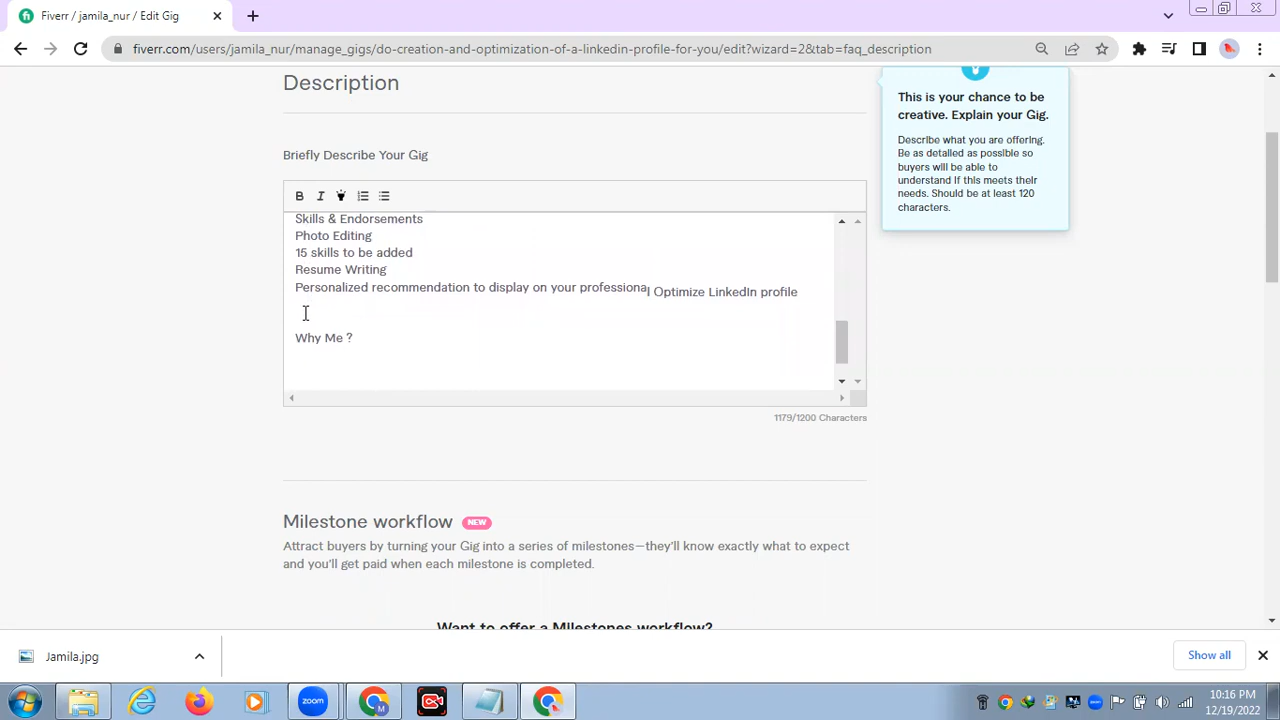 Fiverr / jamila_nur / Edit Gig
fiverr.com/users/jamila_nur/manage_gigs/do-creation-and-optimization-of-a-linkedin-profile-for-you/edit?wizard=2&tab=faq_description
Description
This is your chance to be
creative. Explain your Gig.
Describe what you are offering.
Be as detailed as possible so
buyers will be able to
understand if this meets their
needs. Should be at least 120
characters.
Briefly Describe Your Gig
B I
Skills & Endorsements
Photo Editing
15 skills to be added
Resume Writing
Personalized recommendation to display on your professional Optimize LinkedIn profile
Why Me ?
1179/1200 Characters
Milestone workflow NEW
Attract buyers by turning your Gig into a series of milestones—they'll know exactly what to expect
and you'll get paid when each milestone is completed.
Want to offer a Milestones workflow?
Jamila.jpg
Show all
zoom
M
10:16 PM
12/19/2022